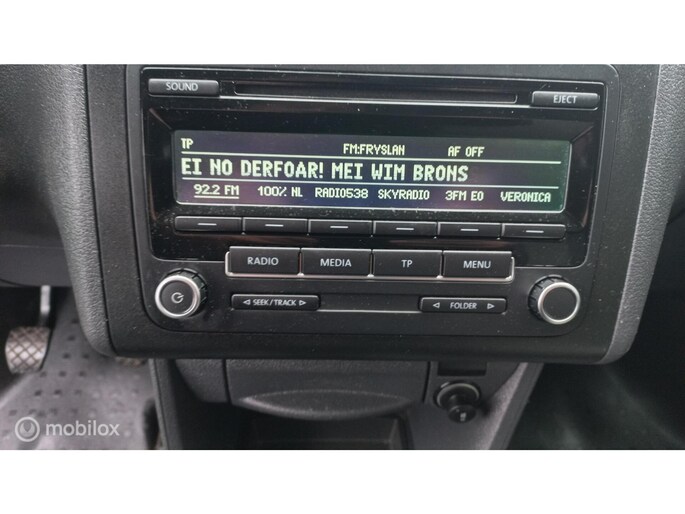 SOUND
EJECT
TP FM:FRYSLAN AF OFF
EI NO DERFOAR! MEI WIM BRONS
92.2 FM 100% NL RADIO538 SKYRADIO 3FM EO VERONICA
RADIO MEDIA TP MENU
◁ SEEK/TRACK ▷ ◁ FOLDER ▷
mobilox